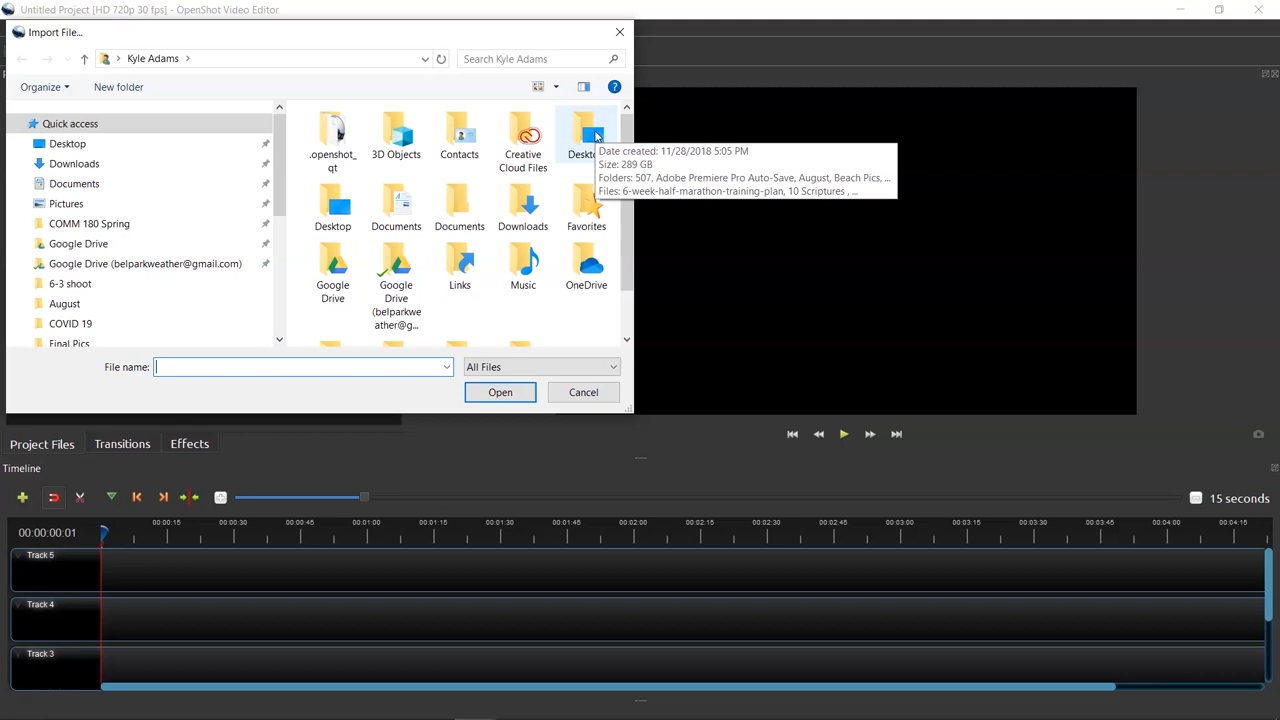 Untitled Project [HD 720p 30 fps] - OpenShot Video Editor
Import File...
Kyle Adams
Search Kyle Adams
Organize
New folder
Quick access
Desktop
Downloads
Documents
Pictures
COMM 180 Spring
Google Drive
Google Drive (belparkweather@gmail.com)
6-3 shoot
August
COVID 19
Final Pics
.openshot_
qt
3D Objects
Contacts
Creative
Cloud Files
Date created: 11/28/2018 5:05 PM
Size: 289 GB
Folders: 507, Adobe Premiere Pro Auto-Save, August, Beach Pics, ...
Files: 6-week-half-marathon-training-plan, 10 Scriptures , ...
Desktop
Documents
Documents
Downloads
Favorites
Google
Drive
Google
Drive
(belparkwe
ather@g...
Links
Music
OneDrive
File name:
All Files
Open
Cancel
Project Files
Transitions
Effects
Timeline
15 seconds
00:00:00:01
00:00:15
00:00:30
00:00:45
00:01:00
00:01:15
00:01:30
00:01:45
00:02:00
00:02:15
00:02:30
00:02:45
00:03:00
00:03:15
00:03:30
00:03:45
00:04:00
00:04:15
Track 5
Track 4
Track 3